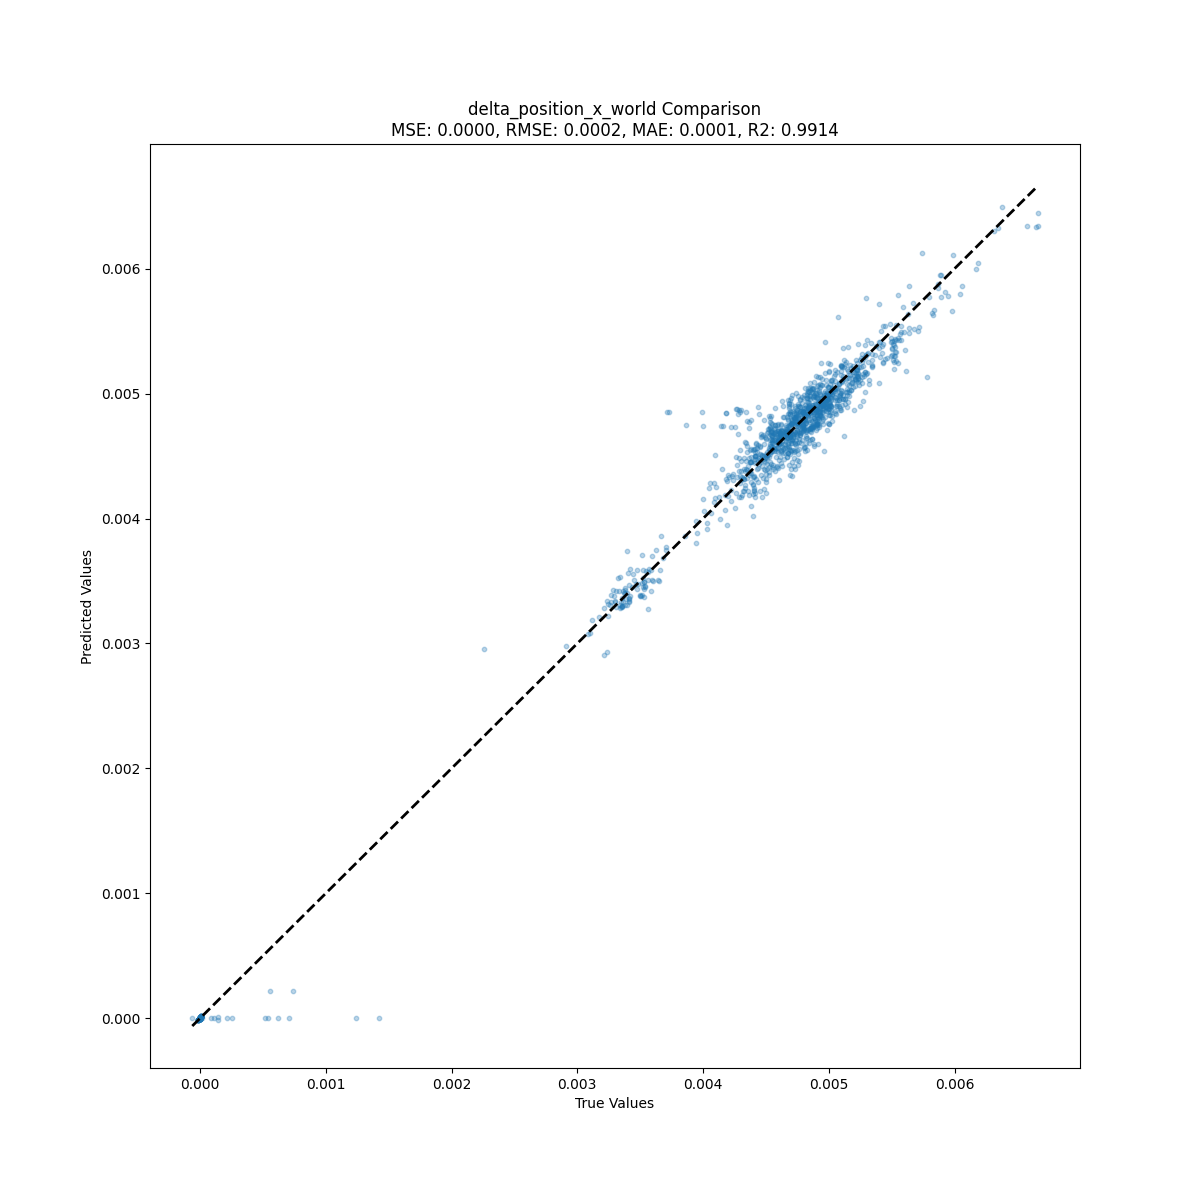 delta_position_x_world Comparison
MSE: 0.0000, RMSE: 0.0002, MAE: 0.0001, R2: 0.9914
Predicted Values
0.006
0.005
0.004
0.003
0.002
0.001
0.000
0.000 0.001 0.002 0.003 0.004 0.005 0.006
True Values